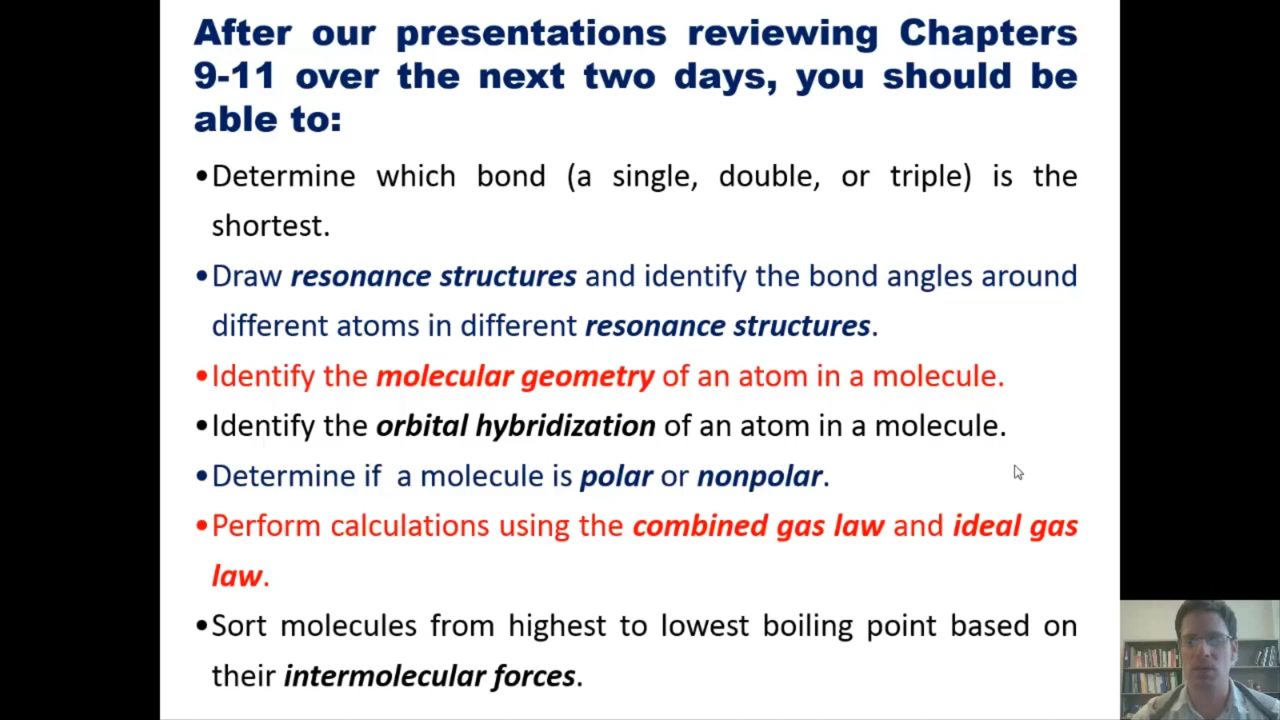 After our presentations reviewing Chapters
9-11 over the next two days, you should be
able to:
•Determine which bond (a single, double, or triple) is the
shortest.
•Draw resonance structures and identify the bond angles around
different atoms in different resonance structures.
•Identify the molecular geometry of an atom in a molecule.
•Identify the orbital hybridization of an atom in a molecule.
•Determine if  a molecule is polar or nonpolar.
•Perform calculations using the combined gas law and ideal gas
law.
•Sort molecules from highest to lowest boiling point based on
their intermolecular forces.